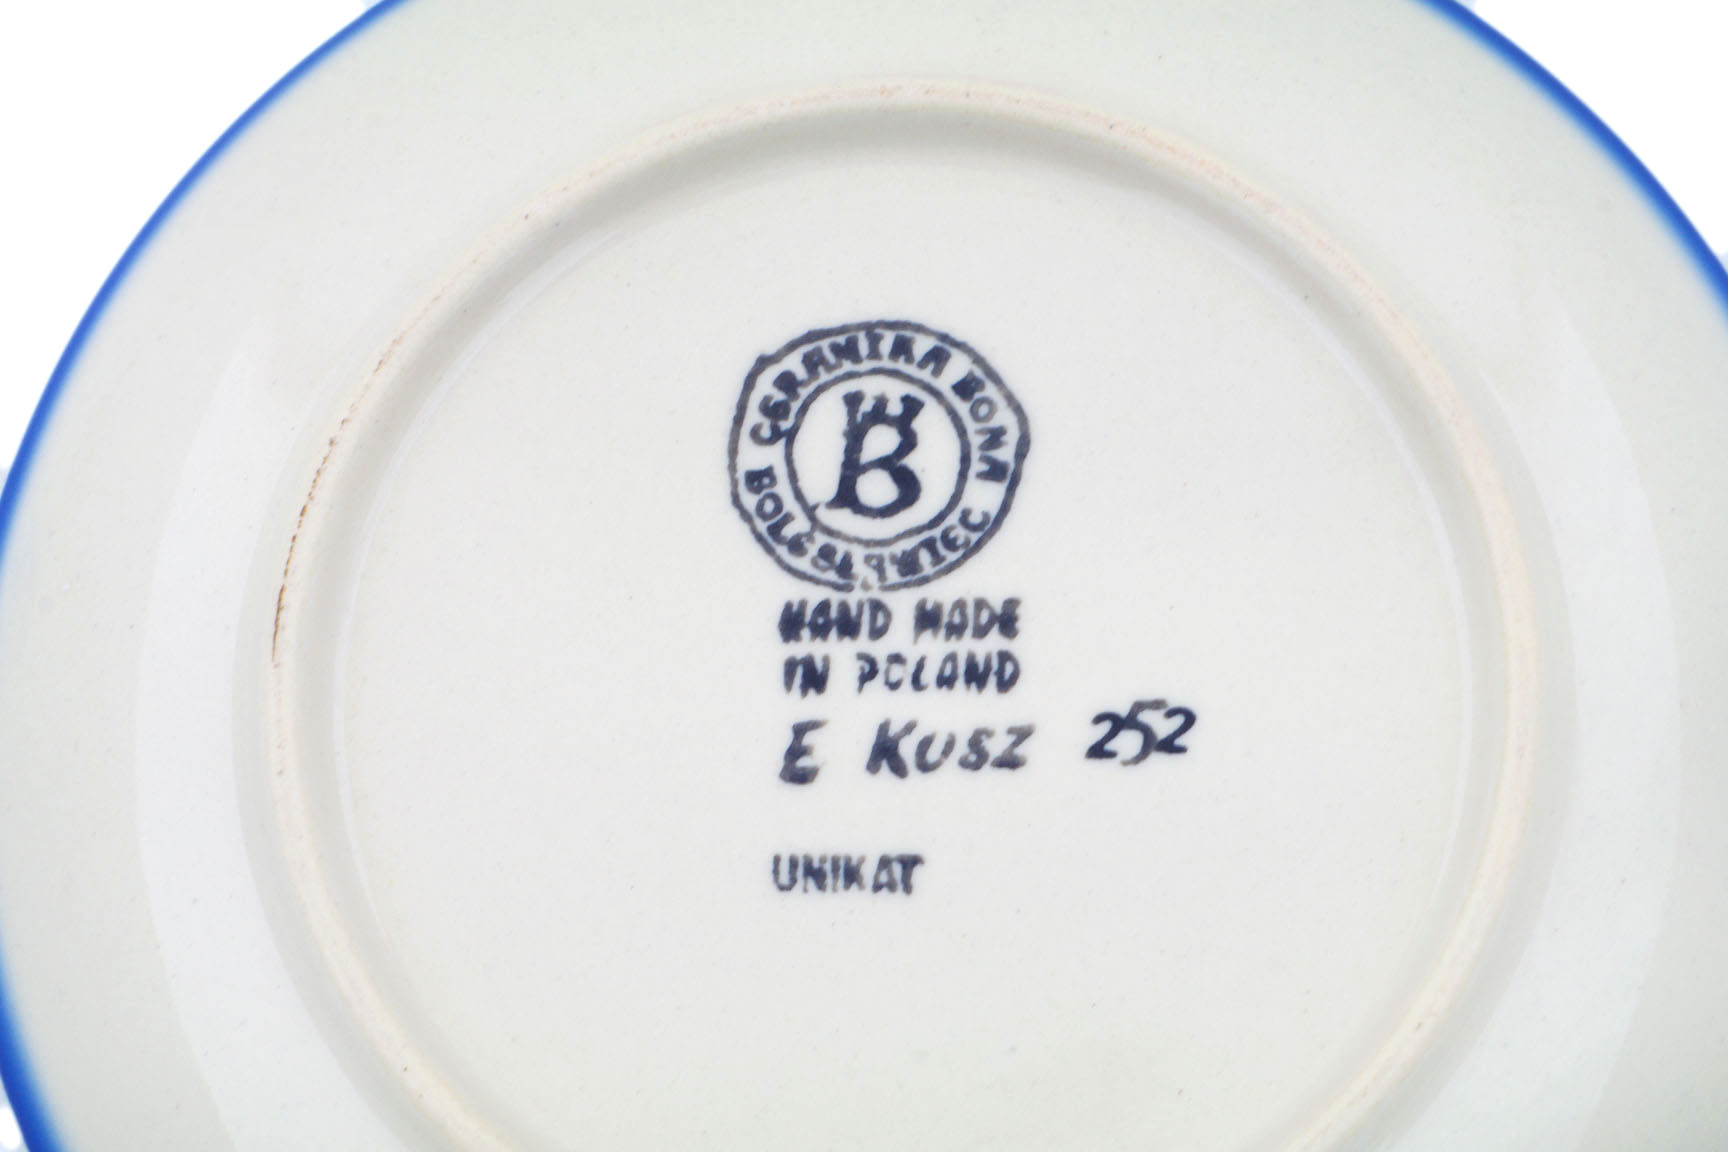 CERAMIKA BONA
B
BOLESŁAWIEC
HAND MADE
IN POLAND
E KUSZ 252
UNIKAT